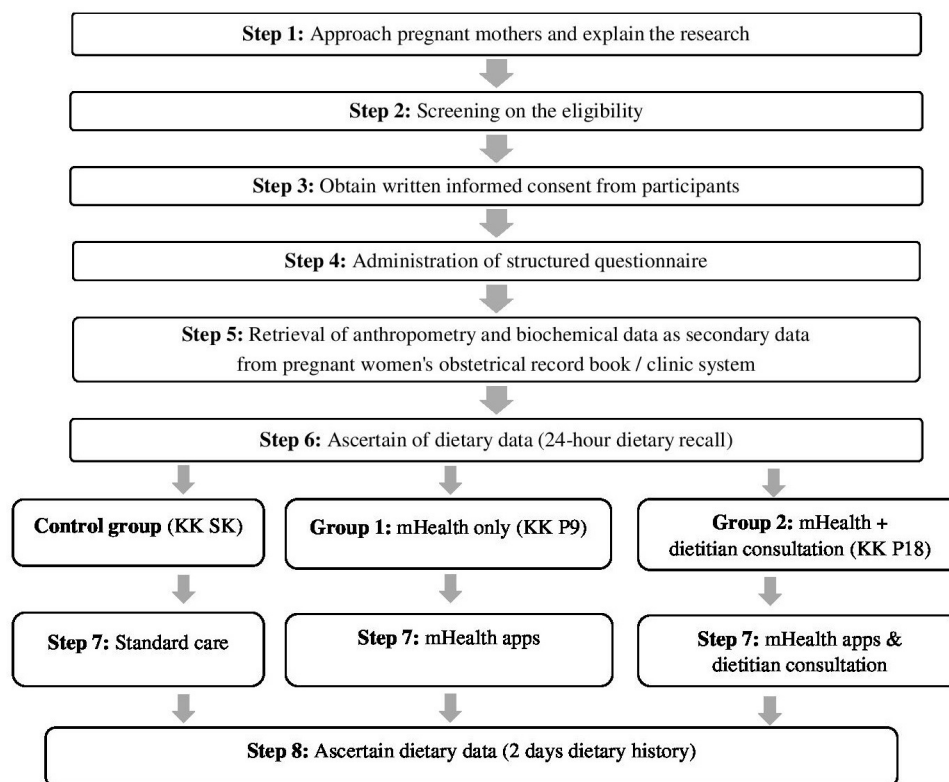 Step 1: Approach pregnant mothers and explain the research
Step 2: Screening on the eligibility
Step 3: Obtain written informed consent from participants
Step 4: Administration of structured questionnaire
Step 5: Retrieval of anthropometry and biochemical data as secondary data
from pregnant women's obstetrical record book / clinic system
Step 6: Ascertain of dietary data (24-hour dietary recall)
Control group (KK SK)
Group 1: mHealth only (KK P9)
Group 2: mHealth +
dietitian consultation (KK P18)
Step 7: Standard care
Step 7: mHealth apps
Step 7: mHealth apps &
dietitian consultation
Step 8: Ascertain dietary data (2 days dietary history)